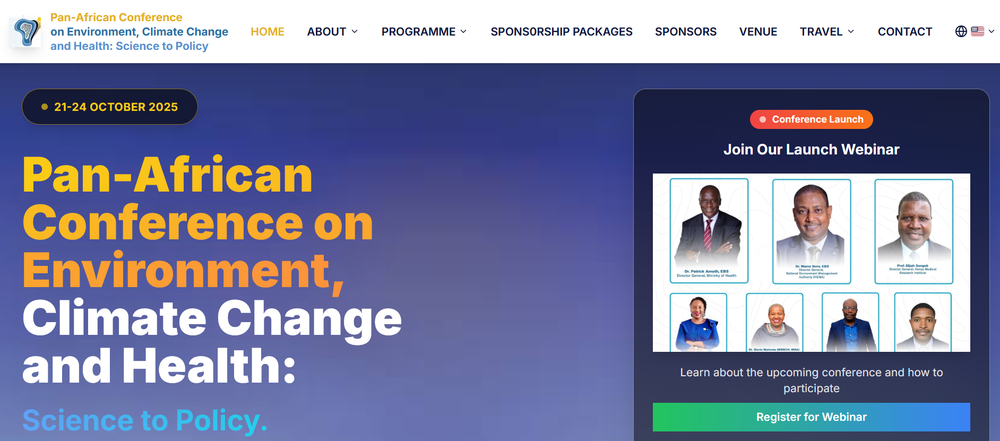 Pan-African Conference
on Environment, Climate Change
and Health: Science to Policy
HOME
ABOUT
PROGRAMME
SPONS0RSHIP PACKAGES
SPONSORS
VENUE
TRAVEL
CONTACT
21-24 OCTOBER 2025
Pan-African
Conference on
Environment,
Climate Change
and Health:
Science to Policy.
Conference Launch
Join Our Launch Webinar
Dr. Patrick Amoth, EBS
Director General, Ministry of Health
Dr. Mamo Boru, EBS
Director General,
National Environment Management
Authority (NEMA)
Prof. Elijah Songok
Director General, Kenya Medical
Research Institute
Dr. Gloria Maimela (MBBCH, MBA)
Learn about the upcoming conference and how to
participate
Register for Webinar